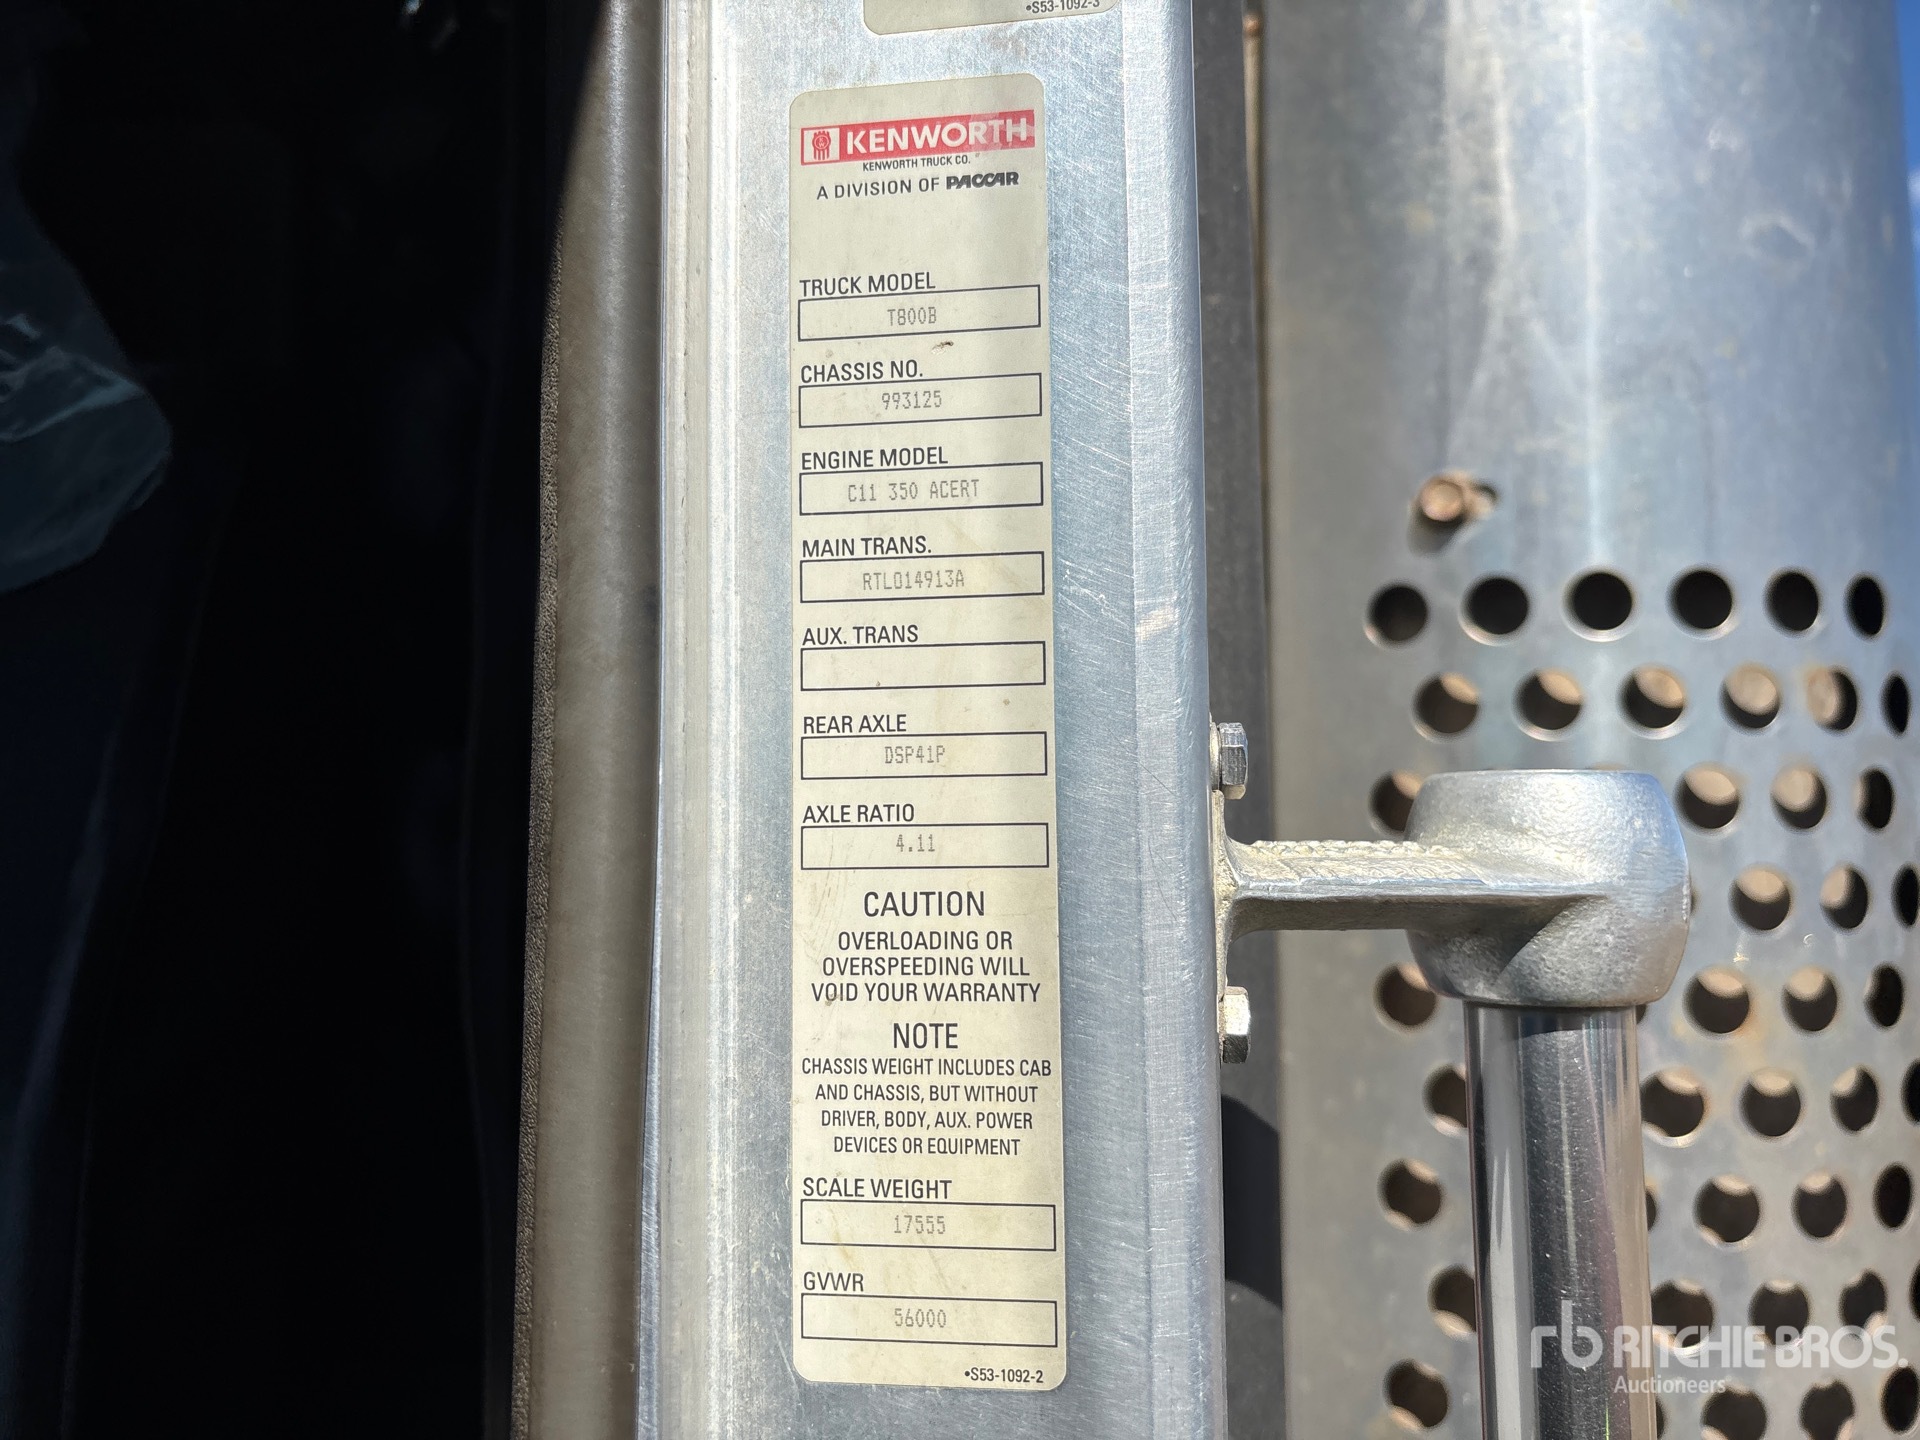 •S53-1092-3
KENWORTH
KENWORTH TRUCK CO.
A DIVISION OF PACCAR
TRUCK MODEL
T800B
CHASSIS NO.
993125
ENGINE MODEL
C11 350 ACERT
MAIN TRANS.
RTLO14913A
AUX. TRANS
REAR AXLE
DSP41P
AXLE RATIO
4.11
CAUTION
OVERLOADING OR
OVERSPEEDING WILL
VOID YOUR WARRANTY
NOTE
CHASSIS WEIGHT INCLUDES CAB
AND CHASSIS, BUT WITHOUT
DRIVER, BODY, AUX. POWER
DEVICES OR EQUIPMENT
SCALE WEIGHT
17555
GVWR
56000
•S53-1092-2
rb RITCHIE BROS.
Auctioneers